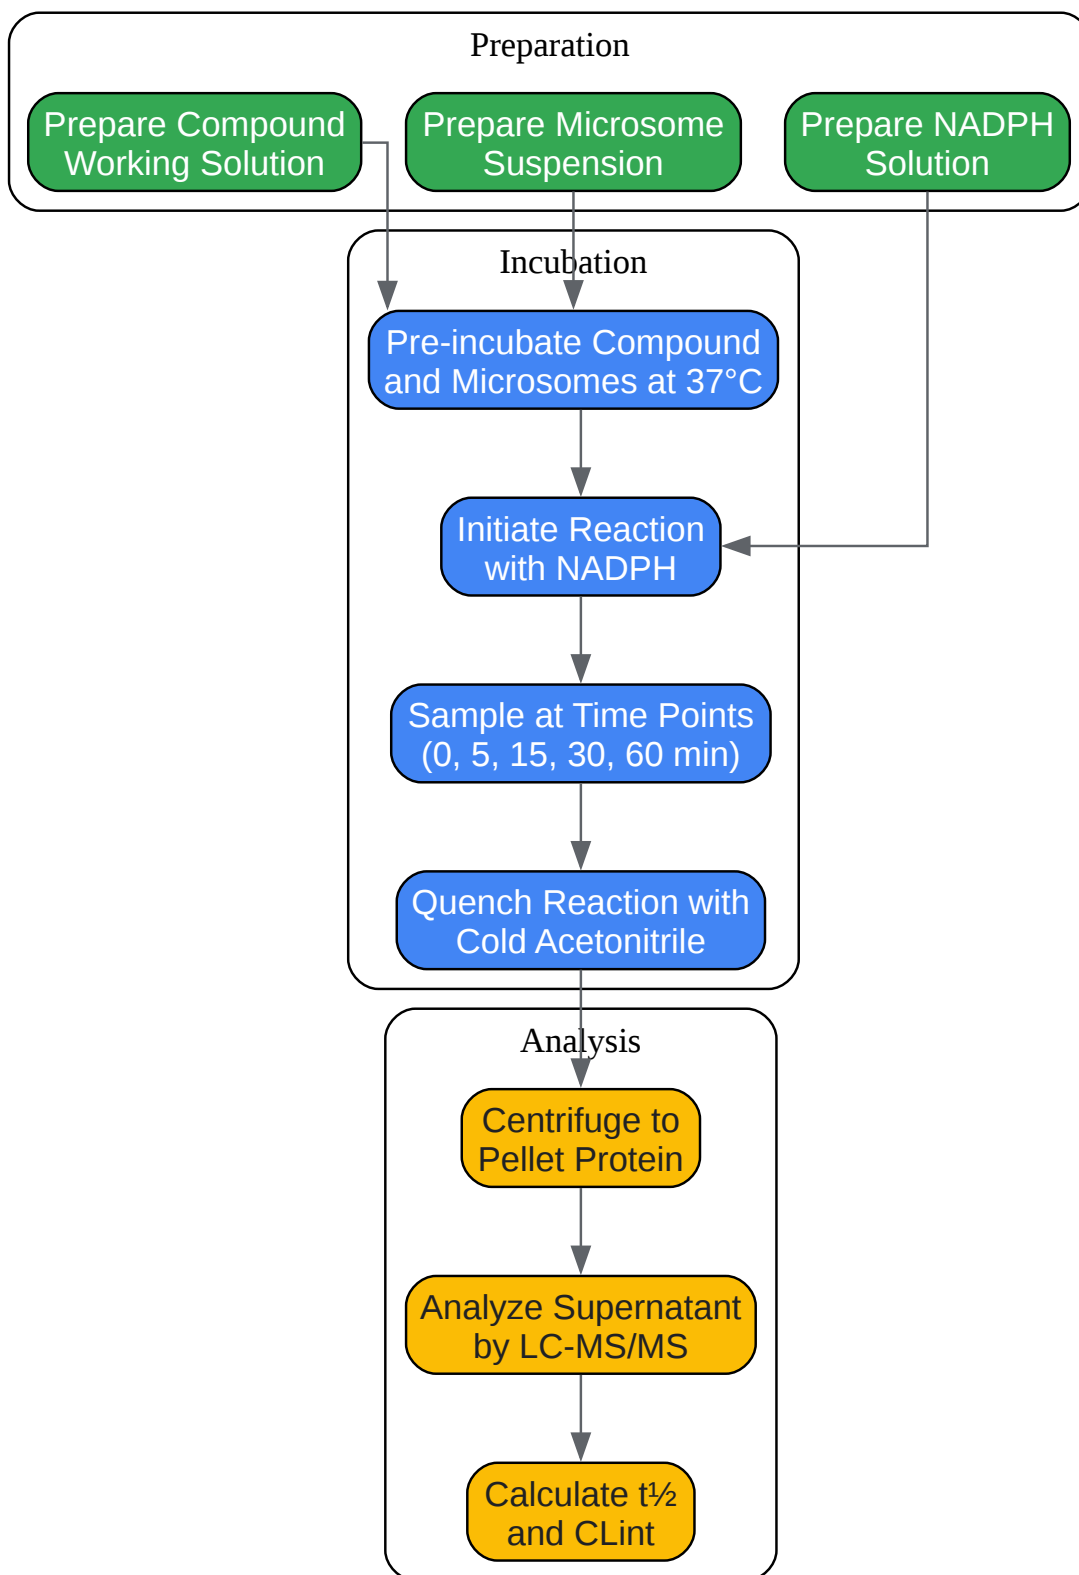 Preparation
Prepare Compound
Working Solution
Prepare Microsome
Suspension
Prepare NADPH
Solution
Incubation
Pre-incubate Compound
and Microsomes at 37°C
Initiate Reaction
with NADPH
Sample at Time Points
(0, 5, 15, 30, 60 min)
Quench Reaction with
Cold Acetonitrile
Analysis
Centrifuge to
Pellet Protein
Analyze Supernatant
by LC-MS/MS
Calculate t½
and CLint